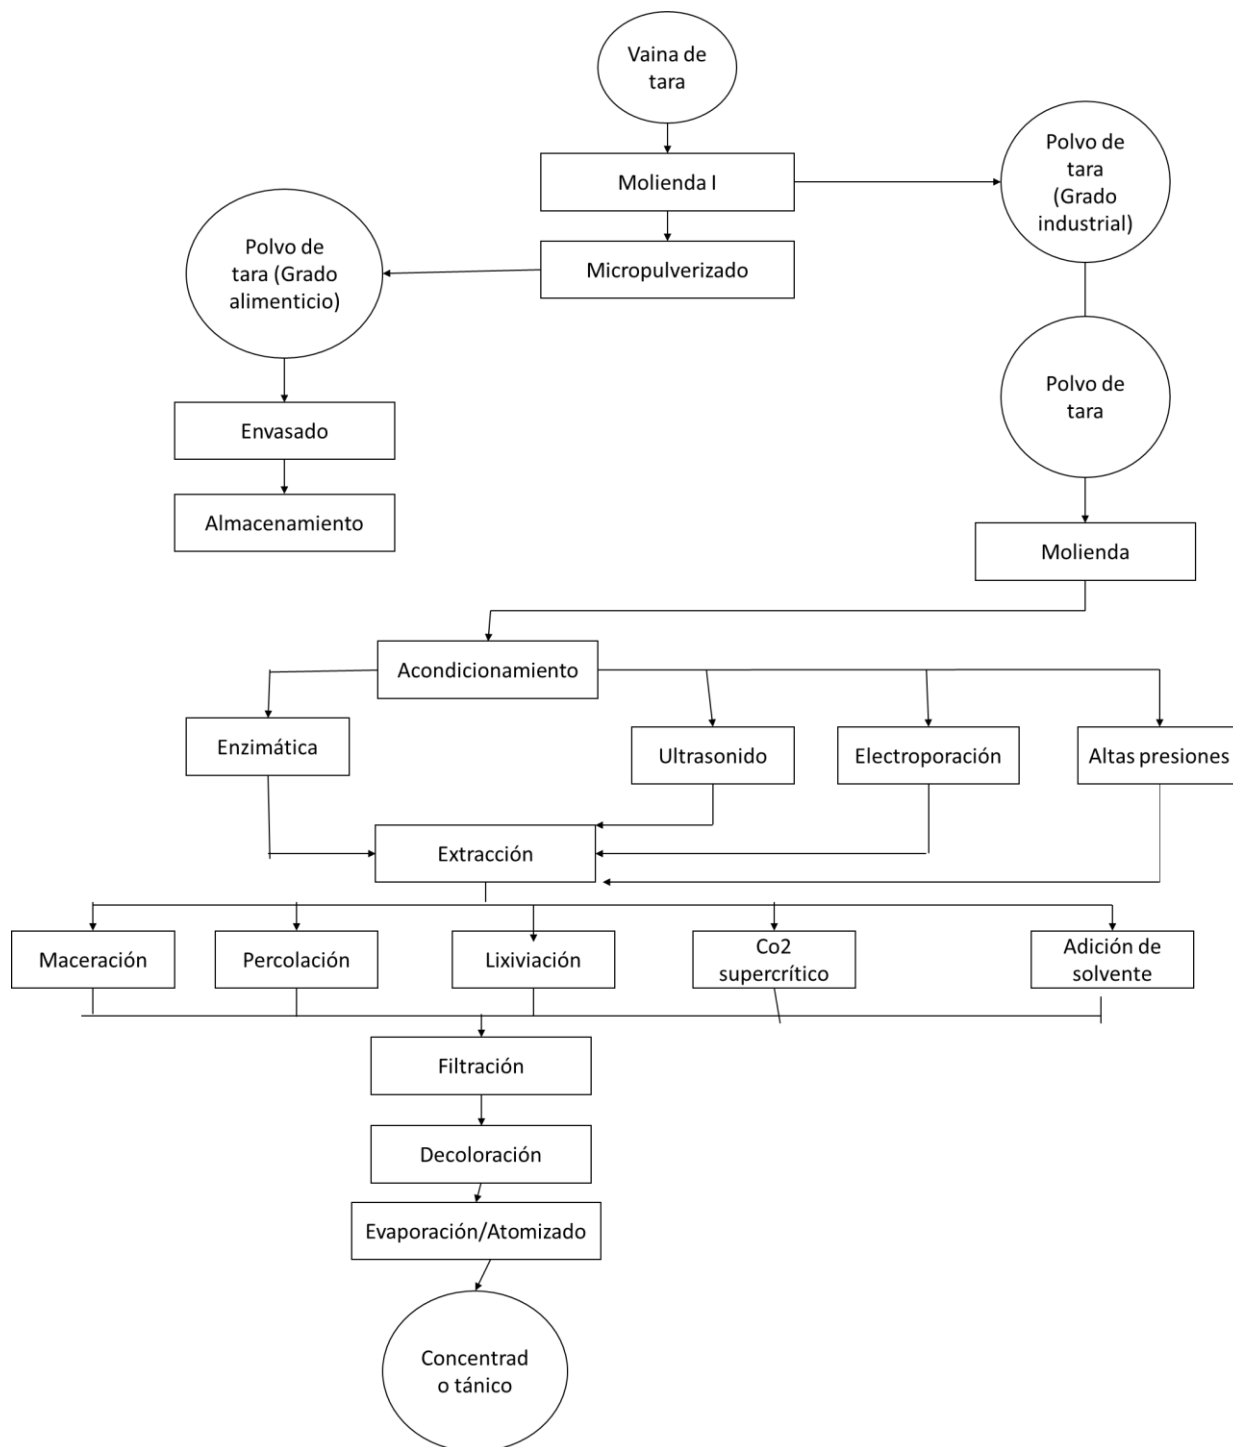 Vaina de
tara
Molienda I
Polvo de
tara
(Grado
industrial)
Micropulverizado
Polvo de
tara (Grado
alimenticio)
Polvo de
tara
Envasado
Almacenamiento
Molienda
Acondicionamiento
Enzimática
Ultrasonido
Electroporación
Altas presiones
Extracción
Maceración
Percolación
Lixiviación
Co2
supercrítico
Adición de
solvente
Filtración
Decoloración
Evaporación/Atomizado
Concentrad
o tánico